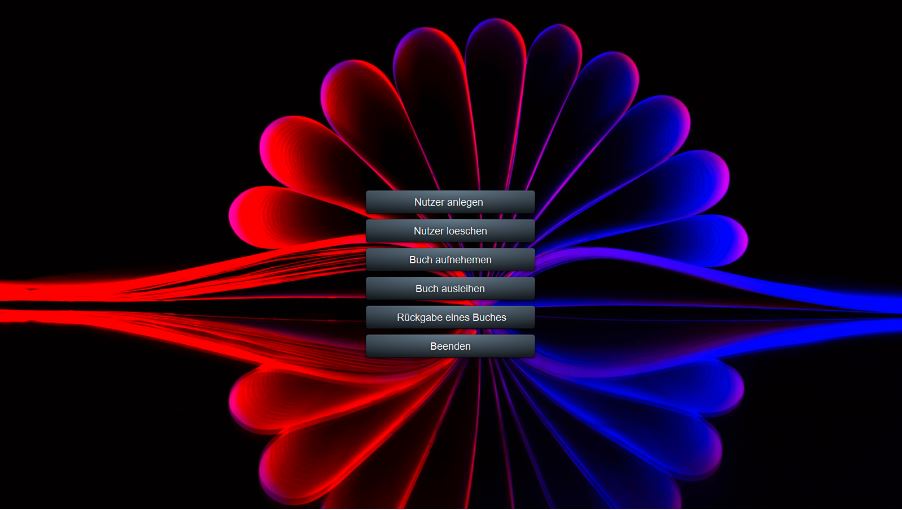 Nutzer anlegen
Nutzer loeschen
Buch aufnehemen
Buch ausleihen
Rückgabe eines Buches
Beenden